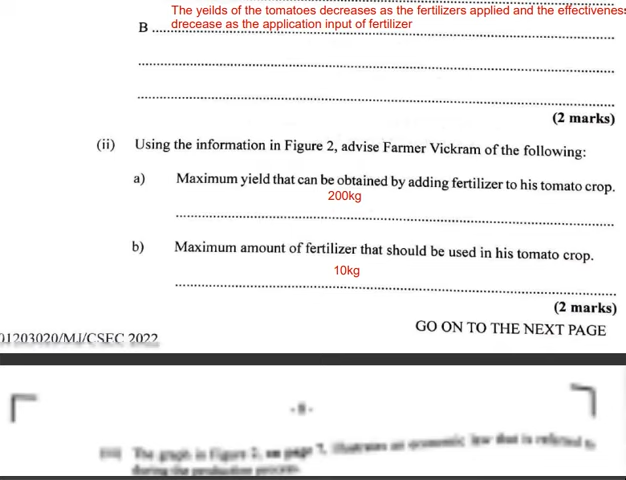 The yeilds of the tomatoes decreases as the fertilizers applied and the effectiveness
B drecease as the application input of fertilizer
(2 marks)
(ii) Using the information in Figure 2, advise Farmer Vickram of the following:
a) Maximum yield that can be obtained by adding fertilizer to his tomato crop.
200kg
b) Maximum amount of fertilizer that should be used in his tomato crop.
10kg
(2 marks)
GO ON TO THE NEXT PAGE
01203020/MJ/CSEC 2022
- 8 -
(iii) The graph in Figure 2, on page 7, illustrates an economic law that is referred to
during the production process.